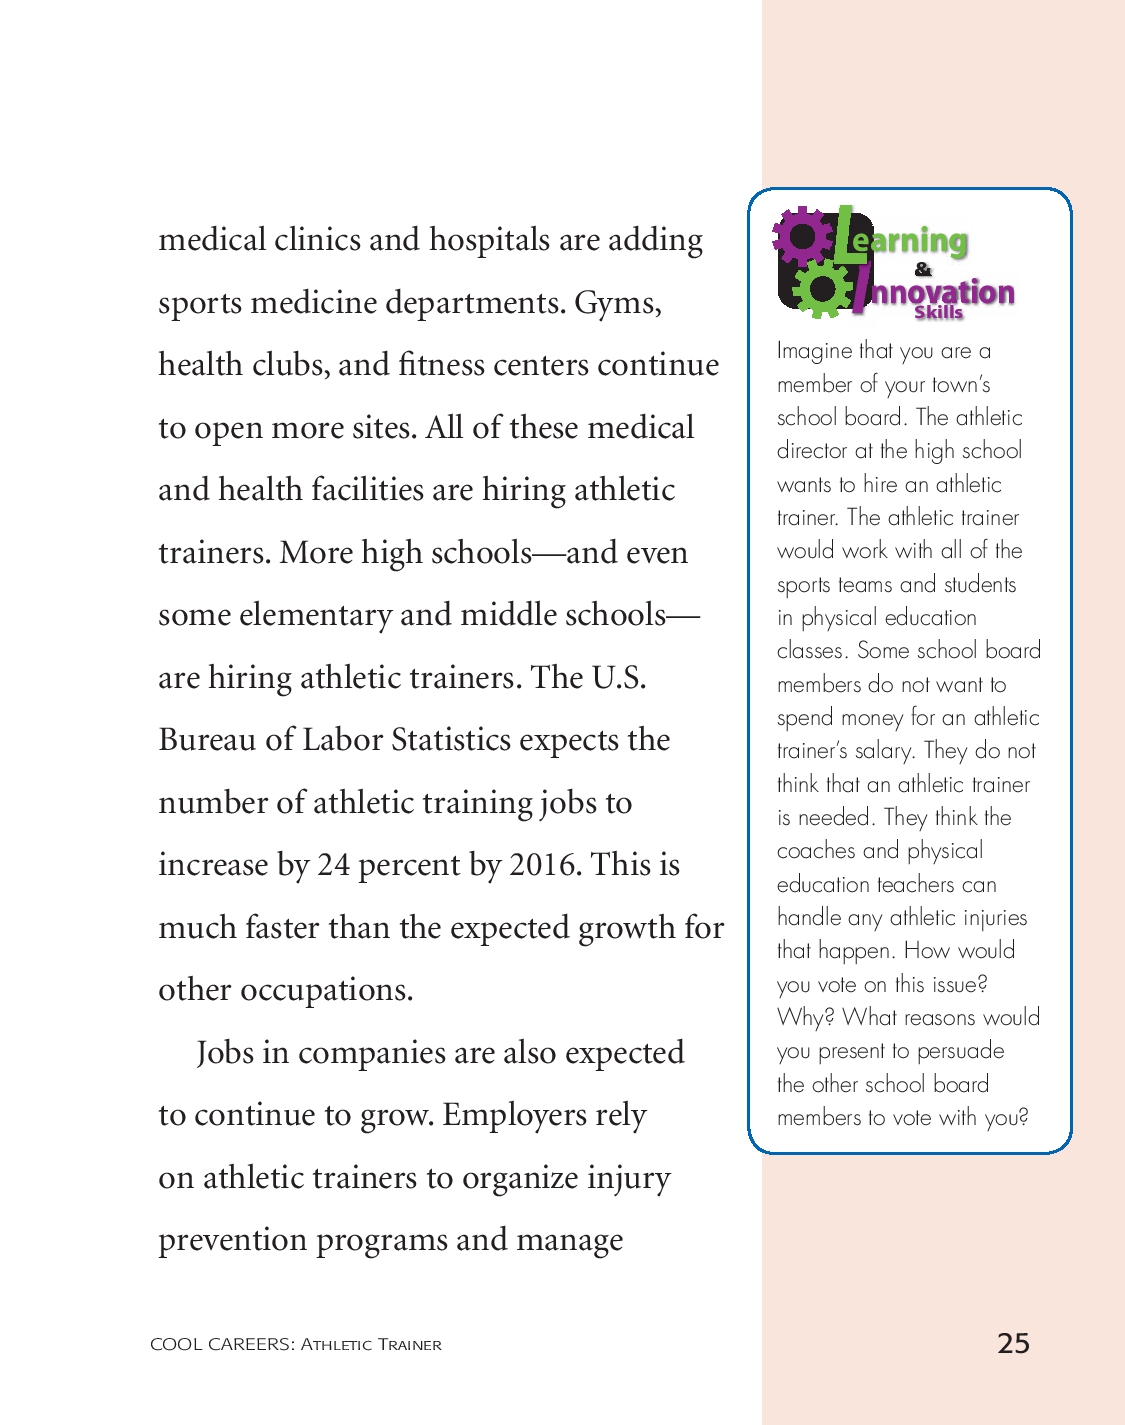 medical clinics and hospitals are adding
sports medicine departments. Gyms,
health clubs, and fitness centers continue
to open more sites. All of these medical
and health facilities are hiring athletic
trainers. More high schools—and even
some elementary and middle schools—
are hiring athletic trainers. The U.S.
Bureau of Labor Statistics expects the
number of athletic training jobs to
increase by 24 percent by 2016. This is
much faster than the expected growth for
other occupations.
Jobs in companies are also expected
to continue to grow. Employers rely
on athletic trainers to organize injury
prevention programs and manage
Learning
&
Innovation
Skills
Imagine that you are a
member of your town’s
school board. The athletic
director at the high school
wants to hire an athletic
trainer. The athletic trainer
would work with all of the
sports teams and students
in physical education
classes. Some school board
members do not want to
spend money for an athletic
trainer’s salary. They do not
think that an athletic trainer
is needed. They think the
coaches and physical
education teachers can
handle any athletic injuries
that happen. How would
you vote on this issue?
Why? What reasons would
you present to persuade
the other school board
members to vote with you?
COOL CAREERS: Athletic Trainer
25